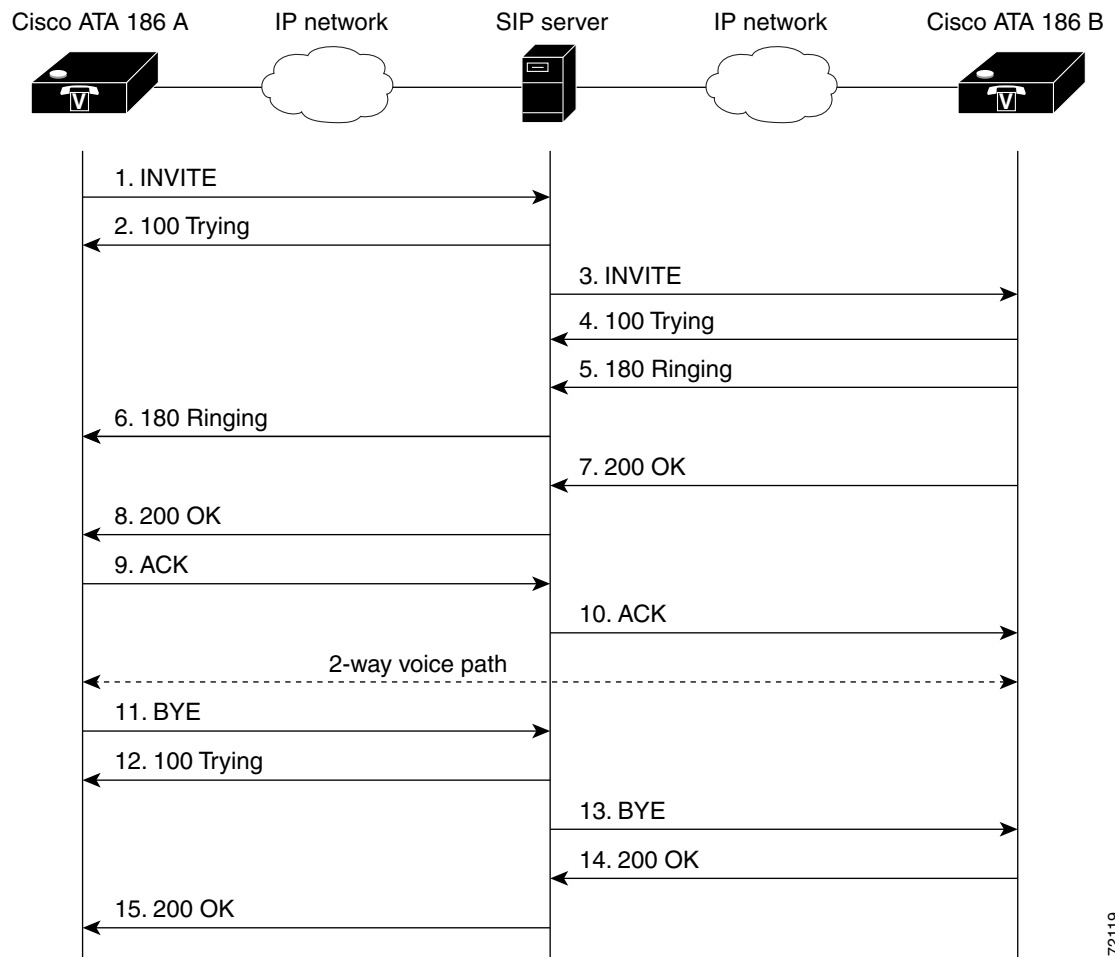 Cisco ATA 186 A IP network SIP server IP network Cisco ATA 186 B
V V
1. INVITE
2. 100 Trying
3. INVITE
4. 100 Trying
5. 180 Ringing
6. 180 Ringing
7. 200 OK
8. 200 OK
9. ACK
10. ACK
2-way voice path
11. BYE
12. 100 Trying
13. BYE
14. 200 OK
15. 200 OK
72119